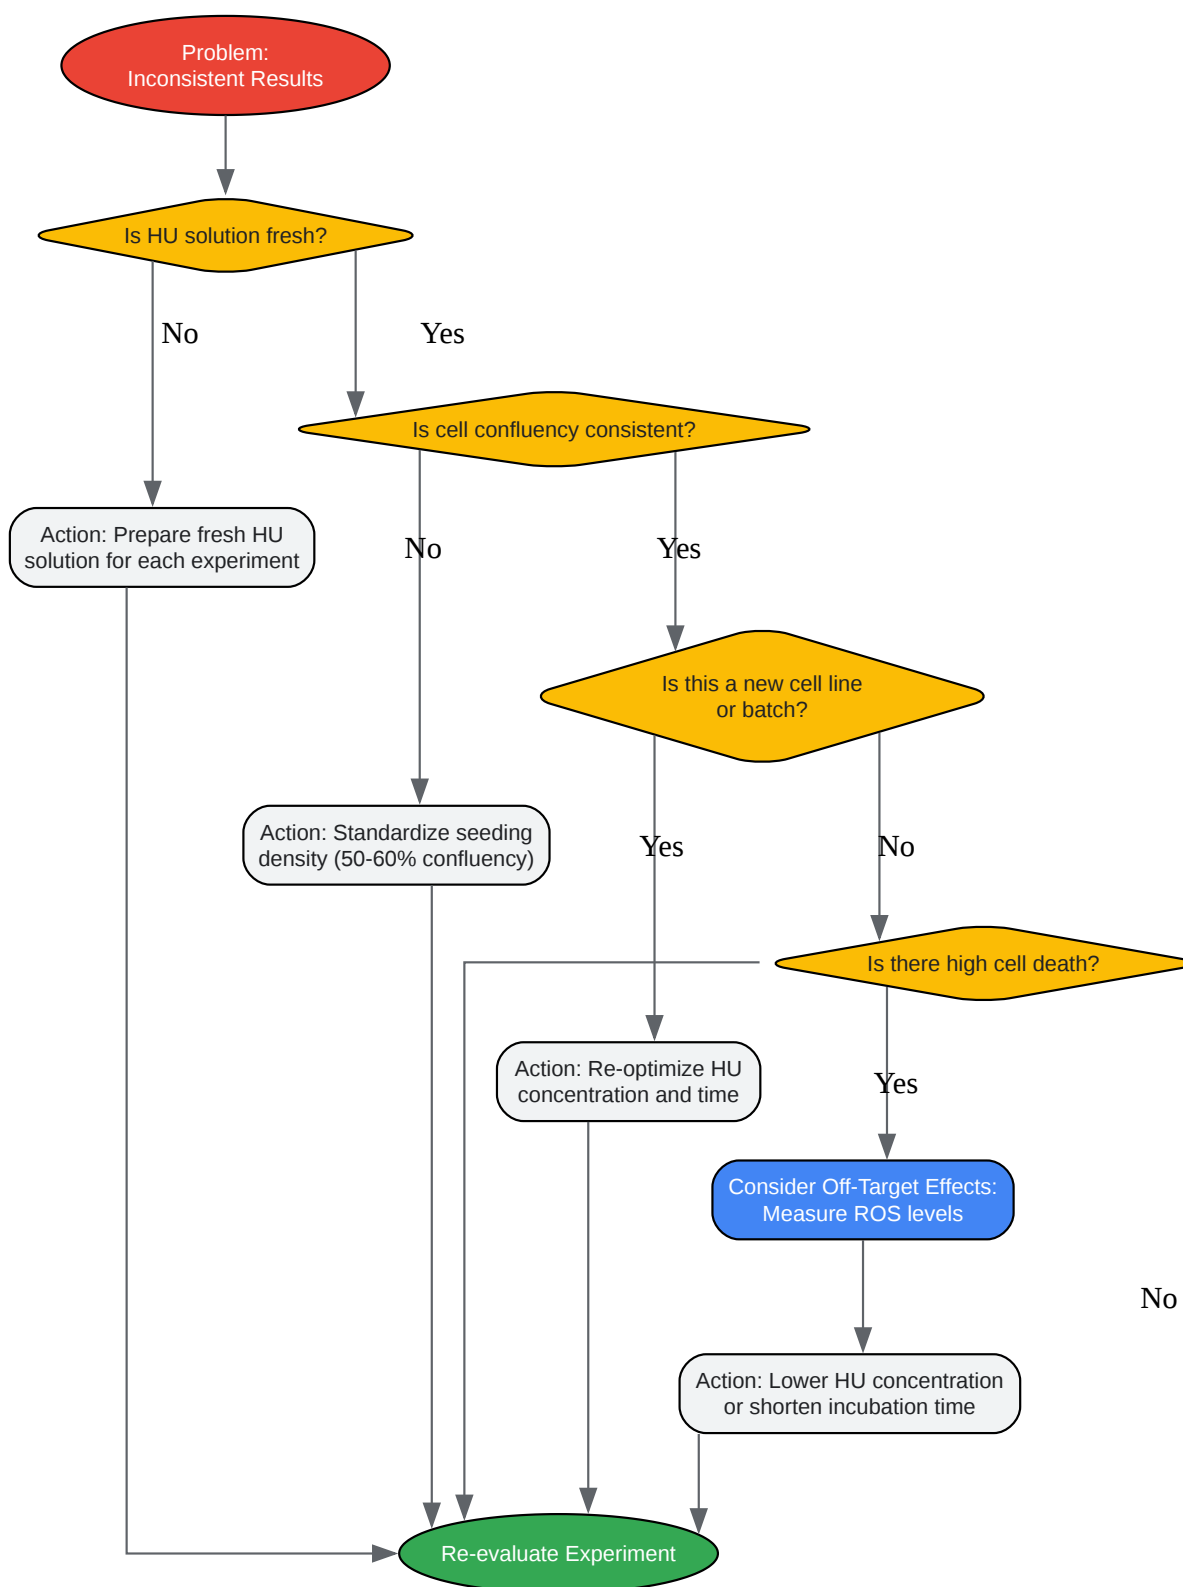 Problem:
Inconsistent Results
Is HU solution fresh?
No
Yes
Is cell confluency consistent?
Action: Prepare fresh HU
solution for each experiment
No
Yes
Is this a new cell line
or batch?
Action: Standardize seeding
density (50-60% confluency)
Yes
No
Is there high cell death?
Action: Re-optimize HU
concentration and time
Yes
Consider Off-Target Effects:
Measure ROS levels
No
Action: Lower HU concentration
or shorten incubation time
Re-evaluate Experiment